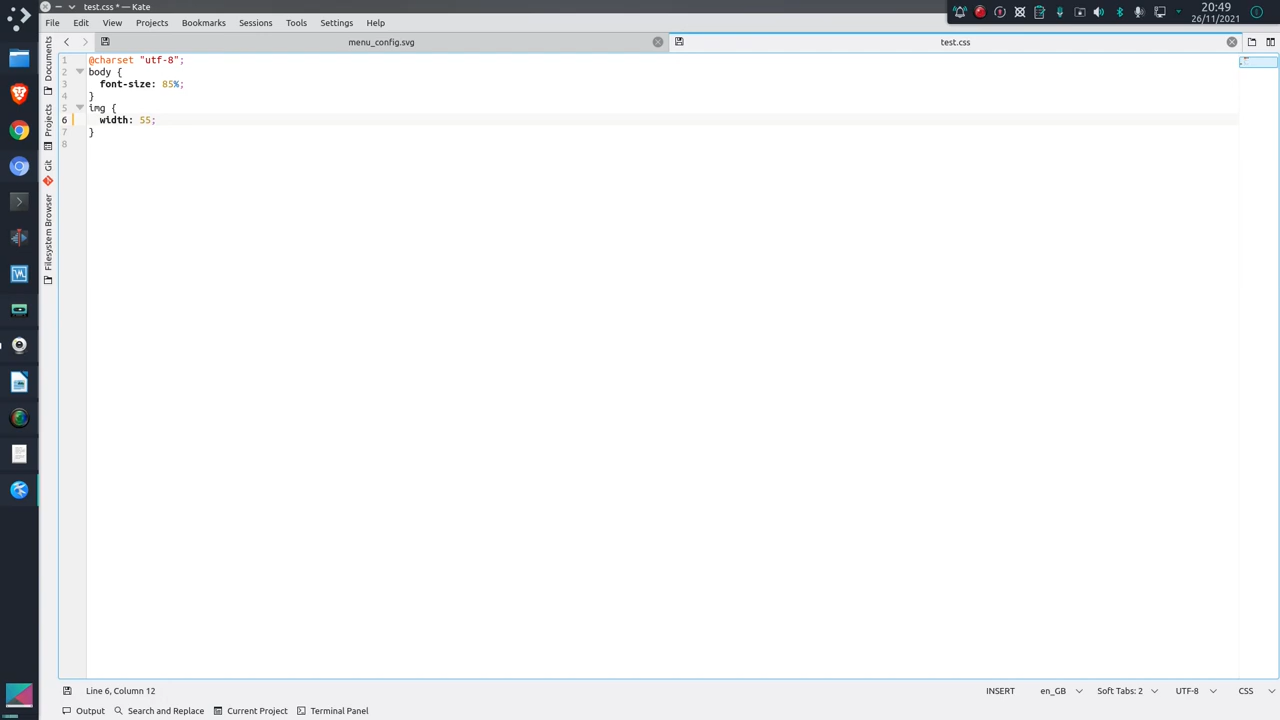 test.css * — Kate
20:49
26/11/2021
File Edit View Projects Bookmarks Sessions Tools Settings Help
menu_config.svg
test.css
Documents
Projects
Git
Filesystem Browser
1 @charset "utf-8";
2 body {
3 font-size: 85%;
4 }
5 img {
6 width: 55;
7 }
8
Line 6, Column 12
INSERT
en_GB
Soft Tabs: 2
UTF-8
CSS
Output
Search and Replace
Current Project
Terminal Panel